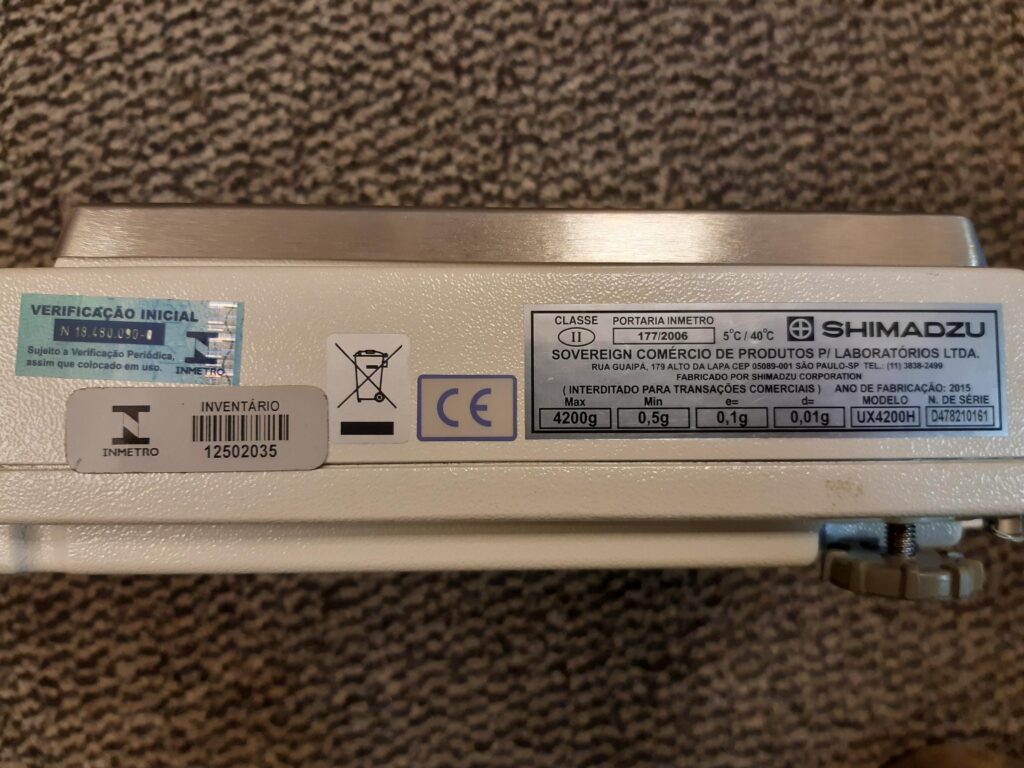 VERIFICAÇÃO INICIAL
Sujeito a Verificação Periódica,
assim que colocado em uso.
INMETRO
INVENTÁRIO
INMETRO
12502035
CE
CLASSE
II
PORTARIA INMETRO
177/2006
5°C / 40°C
SHIMADZU
SOVEREIGN COMÉRCIO DE PRODUTOS P/ LABORATÓRIOS LTDA.
RUA GUAIPÁ, 179 ALTO DA LAPA CEP 05089-001 SÃO PAULO-SP TEL.: (11) 3838-2499
FABRICADO POR SHIMADZU CORPORATION
( INTERDITADO PARA TRANSAÇÕES COMERCIAIS ) ANO DE FABRICAÇÃO: 2015
Max Min e= d= MODELO N. DE SÉRIE
4200g 0,5g 0,1g 0,01g UX4200H D478210161